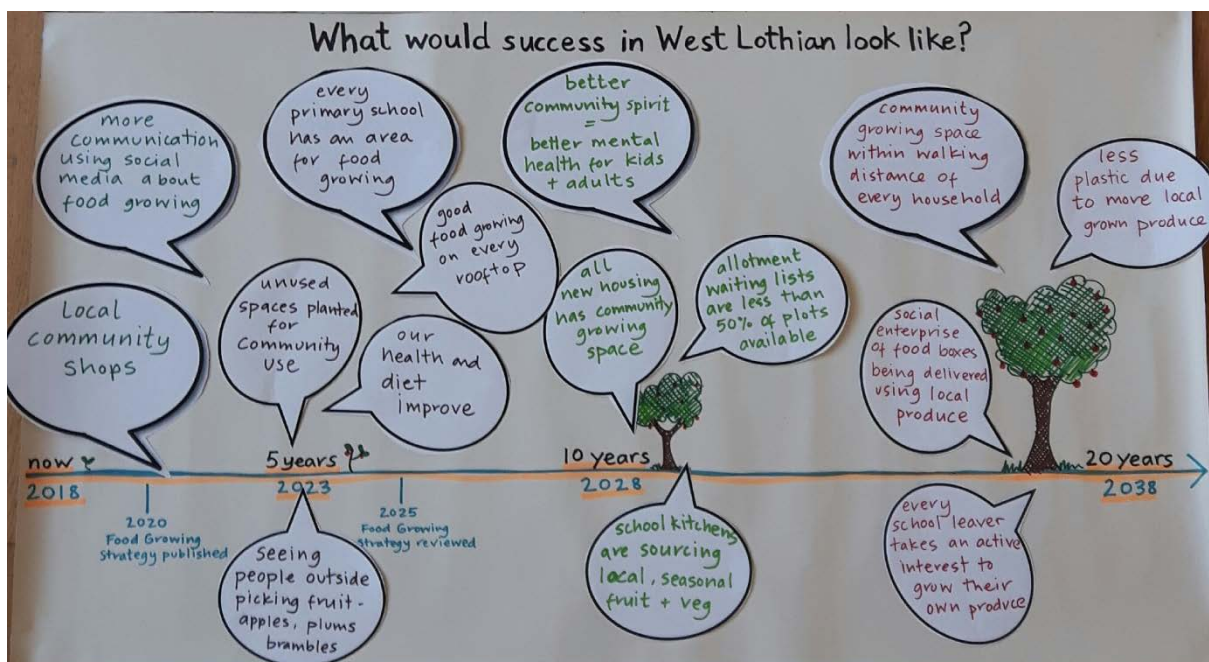 What would success in West Lothian look like?
more
communication
using social
media about
food growing
Local
community
shops
every
primary school
has an area
for food
growing
good
food growing
on every
rooftop
unused
spaces planted
for
community
use
our
health and
diet
improve
better
community spirit
=
better mental
health for kids
+ adults
all
new housing
has community
growing
space
allotment
waiting lists
are less than
50% of plots
available
community
growing space
within walking
distance of
every household
less
plastic due
to move local
grown produce
social
enterprise
of food boxes
being delivered
using local
produce
now
2018
2020
Food Growing
Strategy published
5 years
2023
2025
Food Growing
Strategy reviewed
10 years
2028
20 years
2038
seeing
people outside
picking fruit-
apples, plums
brambles
school kitchens
are sourcing
local, seasonal
fruit + veg
every
school leaver
takes an active
interest to
grow their
own produce